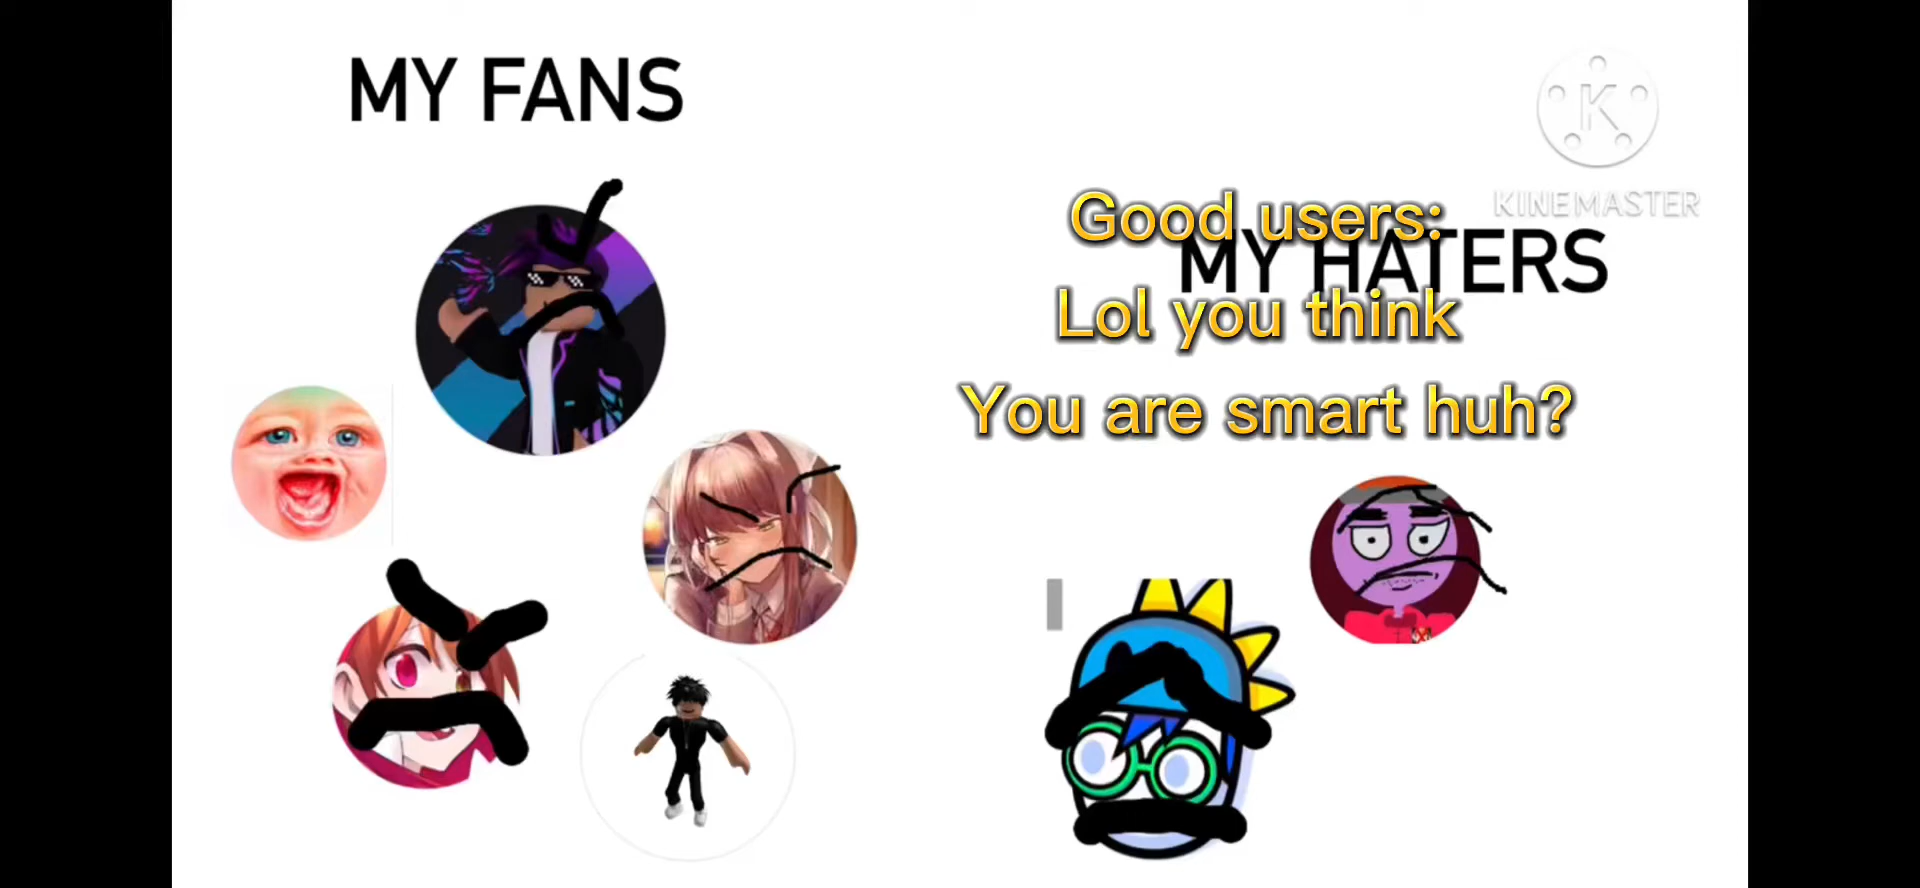 MY FANS
K
KINEMASTER
Good users:
MY HATERS
Lol you think
You are smart huh?